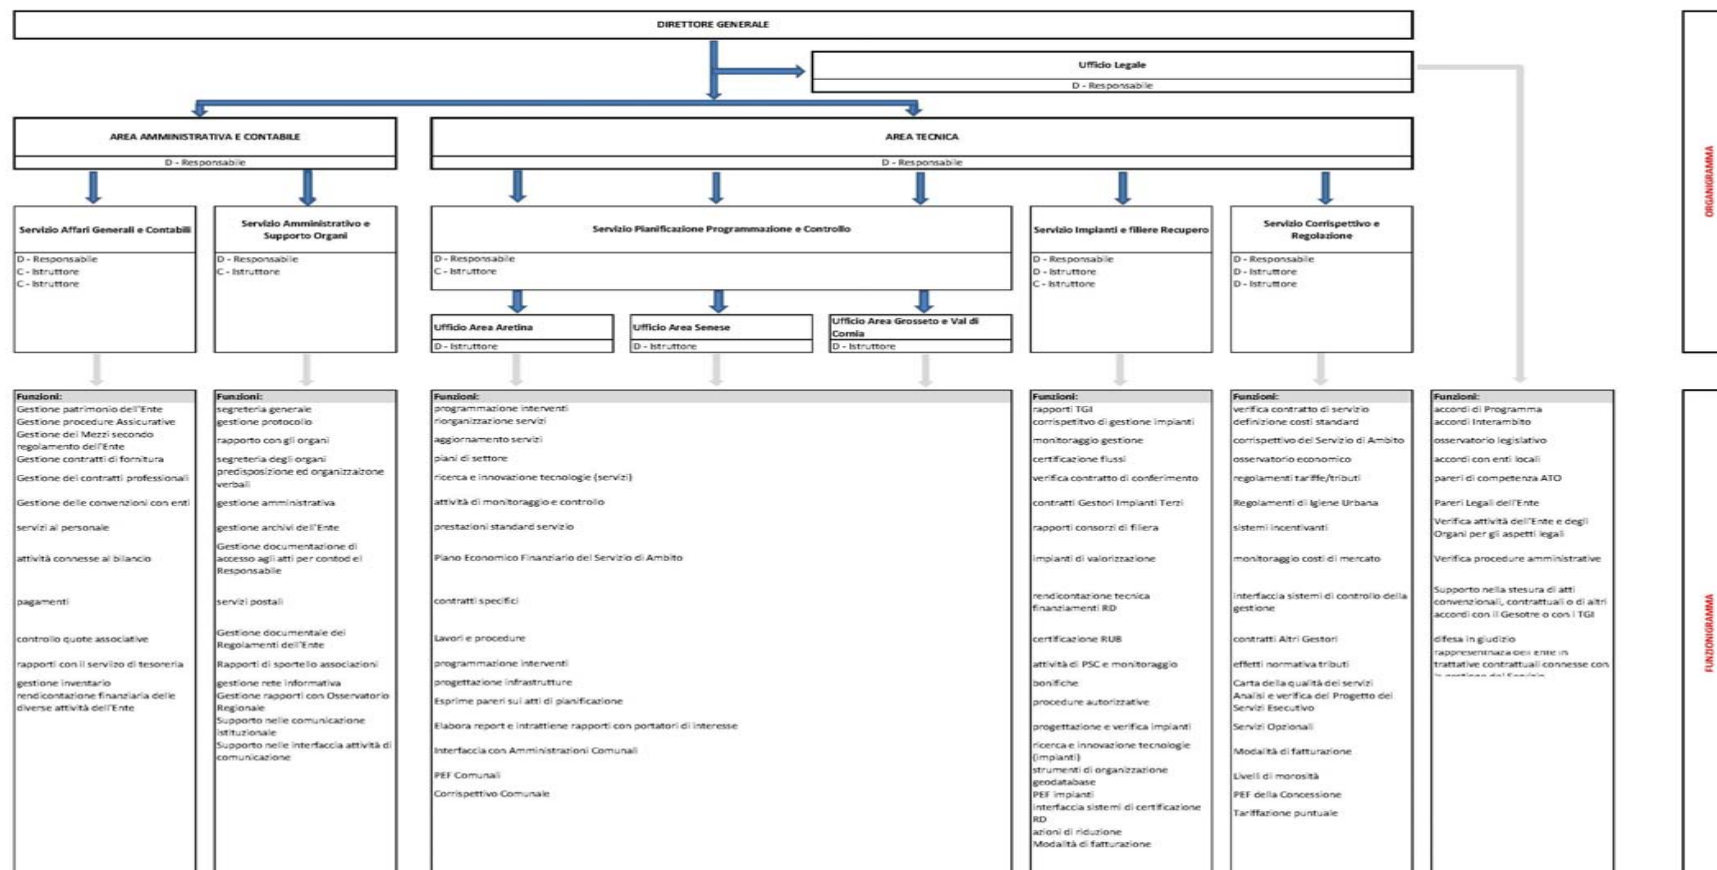 DIRETTORE GENERALE
Ufficio Legale
D - Responsabile
AREA AMMINISTRATIVA E CONTABILE
D - Responsabile
AREA TECNICA
D - Responsabile
Servizio Affari Generali e Contabili
D - Responsabile
C - Istruttore
C - Istruttore
Servizio Amministrativo e
Supporto Organi
D - Responsabile
C - Istruttore
Servizio Pianificazione Programmazione e Controllo
D - Responsabile
C - Istruttore
Ufficio Area Aretina
D - Istruttore
Ufficio Area Senese
D - Istruttore
Ufficio Area Grosseto e Val di
Cornia
D - Istruttore
Servizio Impianti e filiere Recupero
D - Responsabile
D - Istruttore
C - Istruttore
Servizio Corrispettivo e
Regolazione
D - Responsabile
D - Istruttore
D - Istruttore
ORGANIGRAMMA
Funzioni:
Gestione patrimonio dell'Ente
Gestione procedure Assicurative
Gestione dei Mezzi secondo
regolamento dell'Ente
Gestione contratti di fornitura
Gestione dei contratti professionali
Gestione delle convenzioni con enti
servizi al personale
attività connesse al bilancio
pagamenti
controllo quote associative
rapporti con il serviizo di tesoreria
gestione inventario
rendicontazione finanziaria delle
diverse attività dell'Ente
Funzioni:
segreteria generale
gestione protocollo
rapporto con gli organi
segreteria degli organi
predisposizione ed organizzaizone
verbali
gestione amministrativa
gestione archivi dell'Ente
Gestione documentazione di
accesso agli atti per contod el
Responsabile
servizi postali
Gestione documentale dei
Regolamenti dell'Ente
Rapporti di sportello associazioni
gestione rete informativa
Gestione rapporti con Osservatorio
Regionale
Supporto nelle comunicazione
istituzionale
Supporto nelle interfaccia attività di
comunicazione
Funzioni:
programmazione interventi
riorganizzazione servizi
aggiornamento servizi
piani di settore
ricerca e innovazione tecnologie (servizi)
attività di monitoraggio e controllo
prestazioni standard servizio
Piano Economico Finanziario del Servizio di Ambito
contratti specifici
Lavori e procedure
programmazione interventi
progettazione infrastrutture
Esprime pareri sui atti di pianificazione
Elabora report e intrattiene rapporti con portatori di interesse
Interfaccia con Amministrazioni Comunali
PEF Comunali
Corrispettivo Comunale
Funzioni:
rapporti TGI
corrispeitvo di gestione impianti
monitoraggio gestione
certificazione flussi
verifica contratto di conferimento
contratti Gestori Impianti Terzi
rapporti consorzi di filiera
impianti di valorizzazione
rendicontazione tecnica
finanziamenti RD
certificazione RUB
attività di PSC e monitoraggio
bonifiche
procedure autorizzative
progettazione e verifica impianti
ricerca e innovazione tecnologie
(impianti)
strumenti di organizzazione
geodatabase
PEF impianti
interfaccia sistemi di certificazione
RD
azioni di riduzione
Modalità di fatturazione
Funzioni:
verifica contratto di servizio
definizione costi standard
corrispettivo del Servizio di Ambito
osservatorio economico
regolamenti tariffe/tributi
Regolamenti di Igiene Urbana
sistemi incentivanti
monitoraggio costi di mercato
interfaccia sistemi di controllo della
gestione
contratti Altri Gestori
effetti normativa tributi
Carta della qualità dei servizi
Analisi e verifica del Progetto dei
Servizi Esecutivo
Servizi Opzionali
Modalità di fatturazione
Livelli di morosità
PEF della Concessione
Tariffazione puntuale
Funzioni:
accordi di Programma
accordi Interambito
osservatorio legislativo
accordi con enti locali
pareri di competenza ATO
Pareri Legali dell'Ente
Verifica attività dell'Ente e degli
Organi per gli aspetti legali
Verifica procedure amministrative
Supporto nella stesura di atti
convenzionali, contrattuali o di altri
accordi con il Gesotre o con i TGI
difesa in giudizio
rappresentnaza dell'ente in
trattative contrattuali connesse con
FUNZIONIGRAMMA